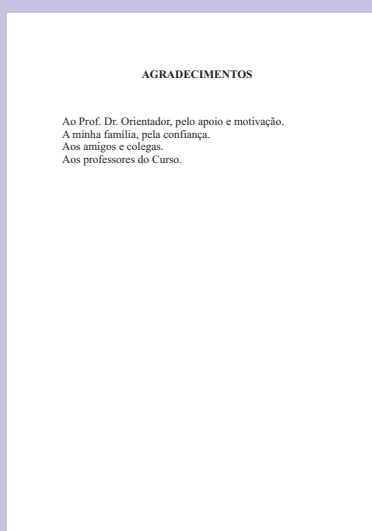 AGRADECIMENTOS
Ao Prof. Dr. Orientador, pelo apoio e motivação.
A minha família, pela confiança.
Aos amigos e colegas.
Aos professores do Curso.